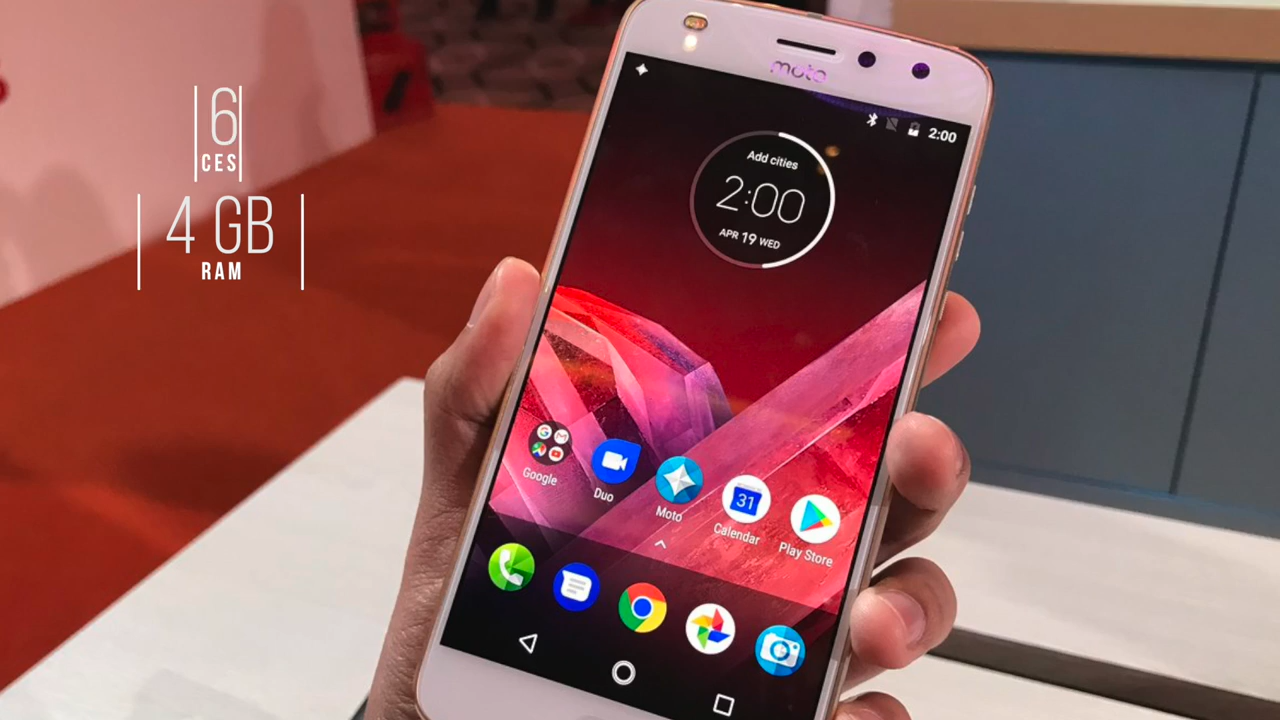 6
CES
4 GB
RAM
moto
2:00
Add cities
2:00
APR 19 WED
Google
Duo
Moto
31
Calendar
Play Store